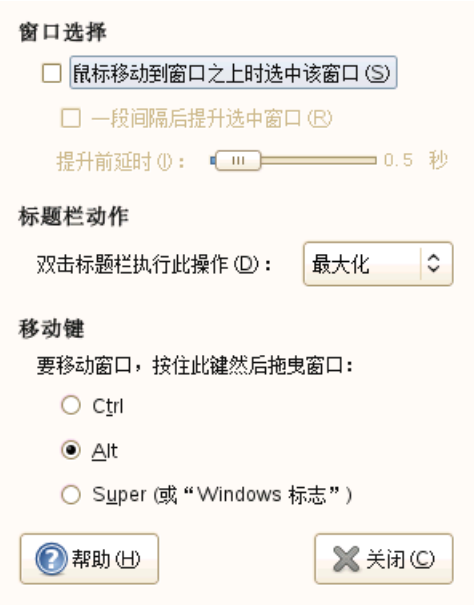 窗口选择
鼠标移动到窗口之上时选中该窗口(S)
一段间隔后提升选中窗口(R)
提升前延时(I)： 0.5 秒
标题栏动作
双击标题栏执行此操作(D)： 最大化
移动键
要移动窗口，按住此键然后拖曳窗口：
Ctrl
Alt
Super (或“Windows 标志”)
帮助(H) 关闭(C)